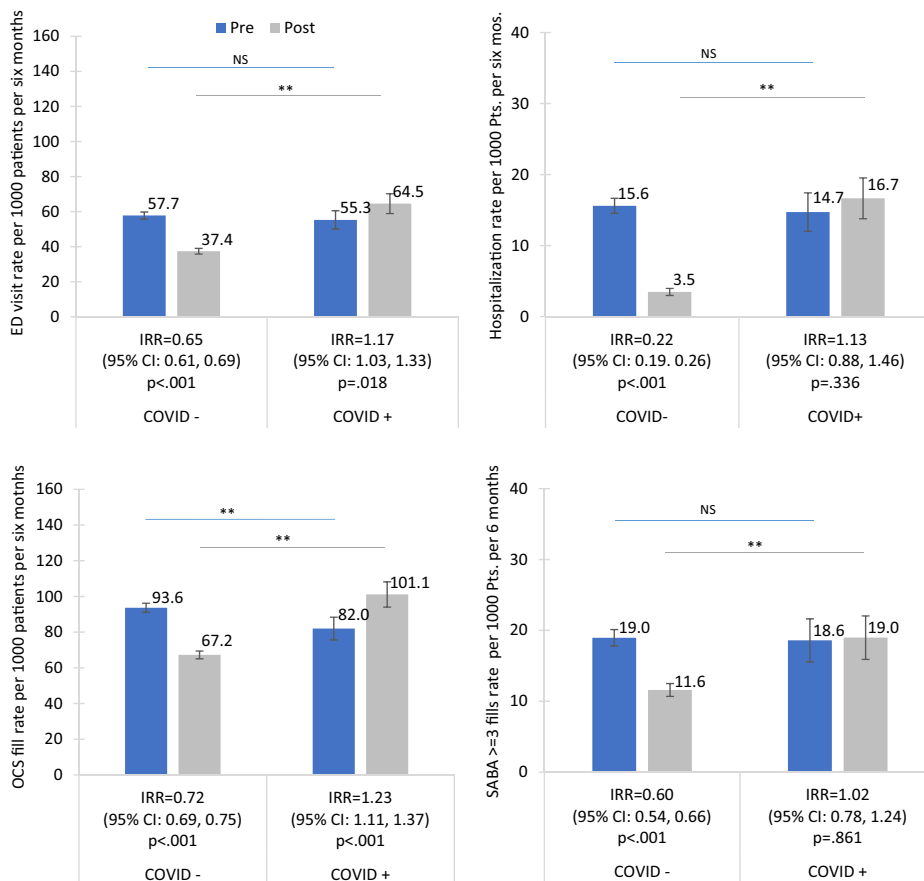 ED visit rate per 1000 patients per six months
Pre Post
160
140
120
100
80
60
40
20
0
NS
**
57.7
37.4
55.3
64.5
IRR=0.65
(95% CI: 0.61, 0.69)
p<.001
COVID -
IRR=1.17
(95% CI: 1.03, 1.33)
p=.018
COVID +
Hospitalization rate per 1000 Pts. per six mos.
40
30
20
10
0
NS
**
15.6
3.5
14.7
16.7
IRR=0.22
(95% CI: 0.19. 0.26)
p<.001
COVID-
IRR=1.13
(95% CI: 0.88, 1.46)
p=.336
COVID+
OCS fill rate per 1000 patients per six motnhs
160
140
120
100
80
60
40
20
0
**
**
93.6
67.2
82.0
101.1
IRR=0.72
(95% CI: 0.69, 0.75)
p<.001
COVID -
IRR=1.23
(95% CI: 1.11, 1.37)
p<.001
COVID +
SABA >=3 fills rate per 1000 Pts. per 6 months
40
30
20
10
0
NS
**
19.0
11.6
18.6
19.0
IRR=0.60
(95% CI: 0.54, 0.66)
p<.001
COVID -
IRR=1.02
(95% CI: 0.78, 1.24)
p=.861
COVID +